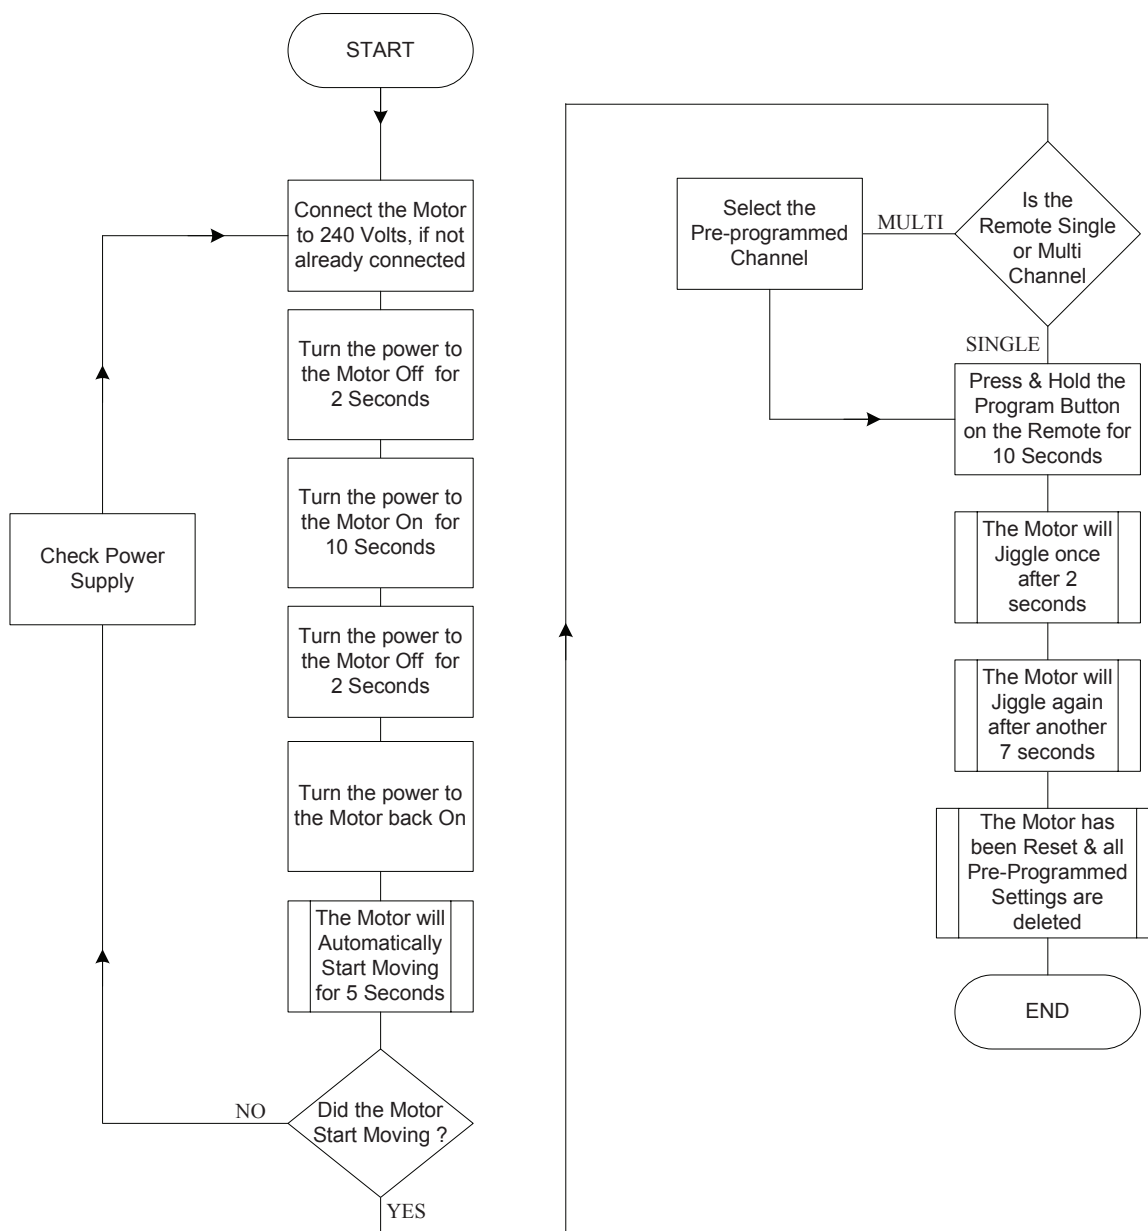 START
Connect the Motor
to 240 Volts, if not
already connected
Turn the power to
the Motor Off for
2 Seconds
Turn the power to
the Motor On for
10 Seconds
Check Power
Supply
Turn the power to
the Motor Off for
2 Seconds
Turn the power to
the Motor back On
The Motor will
Automatically
Start Moving
for 5 Seconds
NO
Did the Motor
Start Moving ?
YES
Is the
Remote Single
or Multi
Channel
MULTI
Select the
Pre-programmed
Channel
SINGLE
Press & Hold the
Program Button
on the Remote for
10 Seconds
The Motor will
Jiggle once
after 2
seconds
The Motor will
Jiggle again
after another
7 seconds
The Motor has
been Reset & all
Pre-Programmed
Settings are
deleted
END